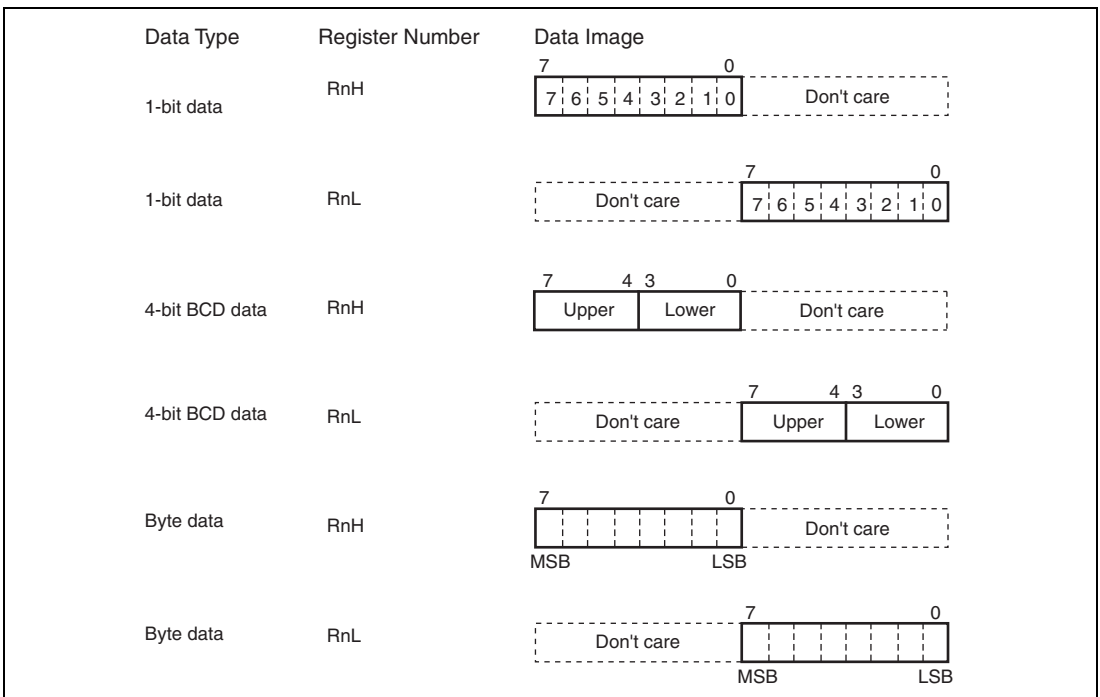 Data Type Register Number Data Image
7 0
1-bit data RnH 7 6 5 4 3 2 1 0 Don't care
7 0
1-bit data RnL Don't care 7 6 5 4 3 2 1 0
7 4 3 0
4-bit BCD data RnH Upper Lower Don't care
7 4 3 0
4-bit BCD data RnL Don't care Upper Lower
7 0
Byte data RnH Don't care
MSB LSB
7 0
Byte data RnL Don't care
MSB LSB